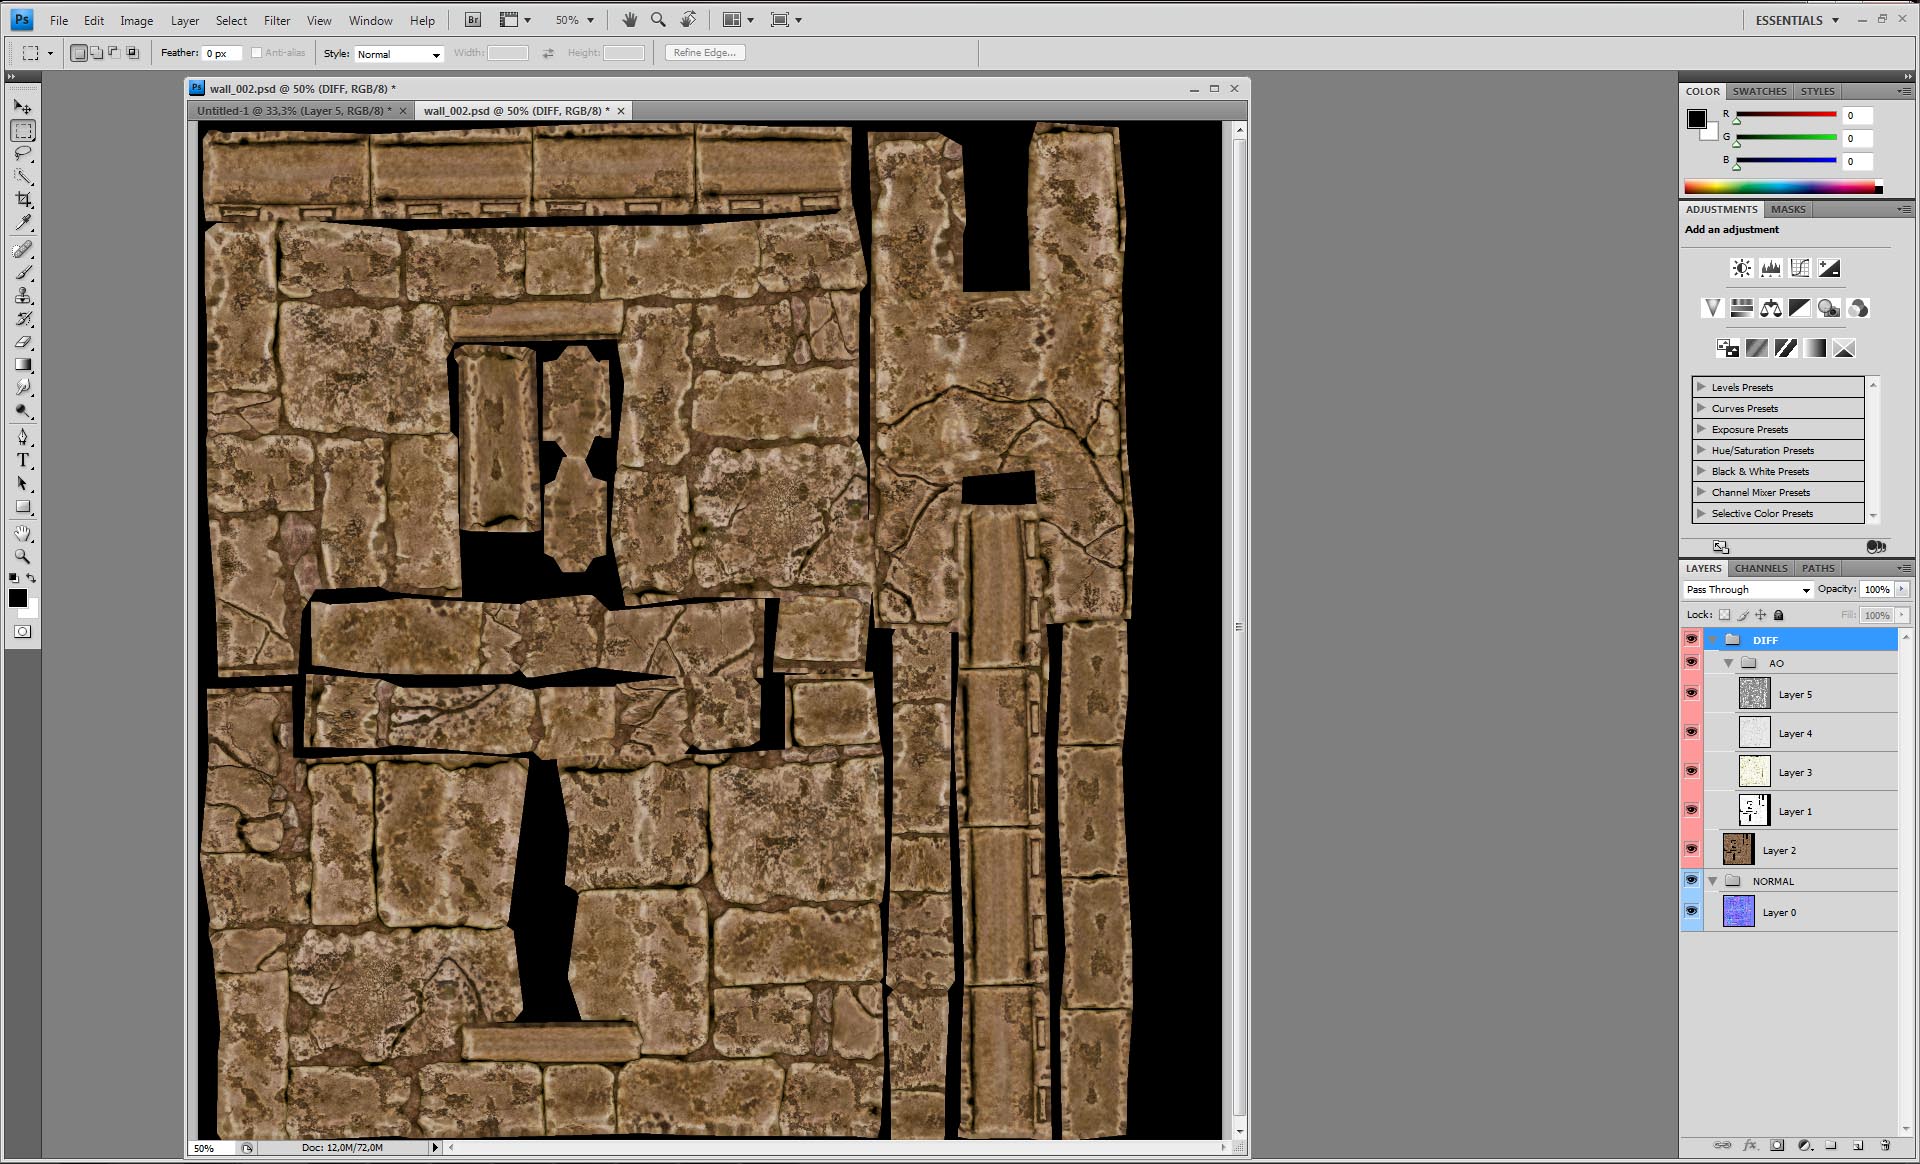 Ps File Edit Image Layer Select Filter View Window Help Br 50% ESSENTIALS
Feather: 0 px Anti-alias Style: Normal Width: Height: Refine Edge...
Ps wall_002.psd @ 50% (DIFF, RGB/8) *
Untitled-1 @ 33,3% (Layer 5, RGB/8) * wall_002.psd @ 50% (DIFF, RGB/8) *
COLOR SWATCHES STYLES
R 0
G 0
B 0
ADJUSTMENTS MASKS
Add an adjustment
Levels Presets
Curves Presets
Exposure Presets
Hue/Saturation Presets
Black & White Presets
Channel Mixer Presets
Selective Color Presets
T
LAYERS CHANNELS PATHS
Pass Through Opacity: 100%
Lock: Fill: 100%
DIFF
AO
Layer 5
Layer 4
Layer 3
Layer 1
Layer 2
NORMAL
Layer 0
fx
50% Doc: 12,0M/72,0M